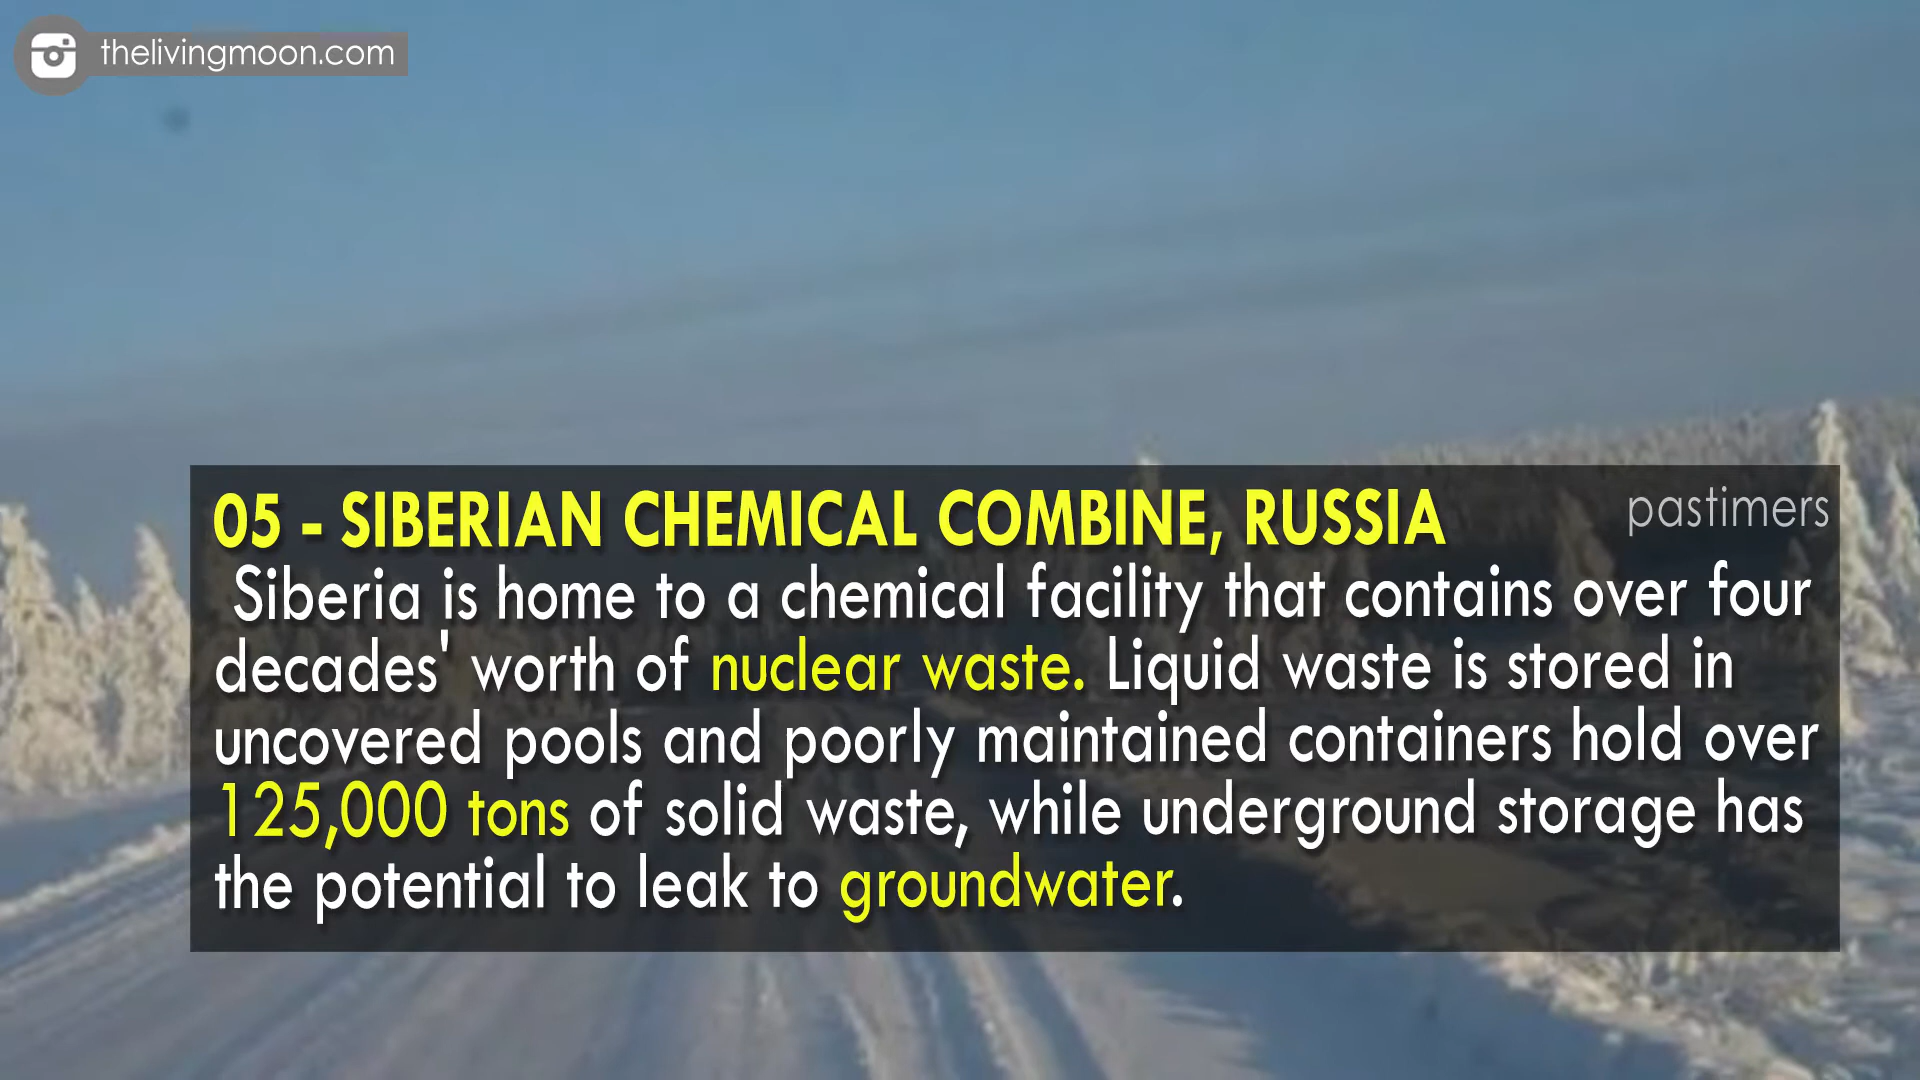 thelivingmoon.com
05 - SIBERIAN CHEMICAL COMBINE, RUSSIA
pastimers
Siberia is home to a chemical facility that contains over four
decades' worth of nuclear waste. Liquid waste is stored in
uncovered pools and poorly maintained containers hold over
125,000 tons of solid waste, while underground storage has
the potential to leak to groundwater.